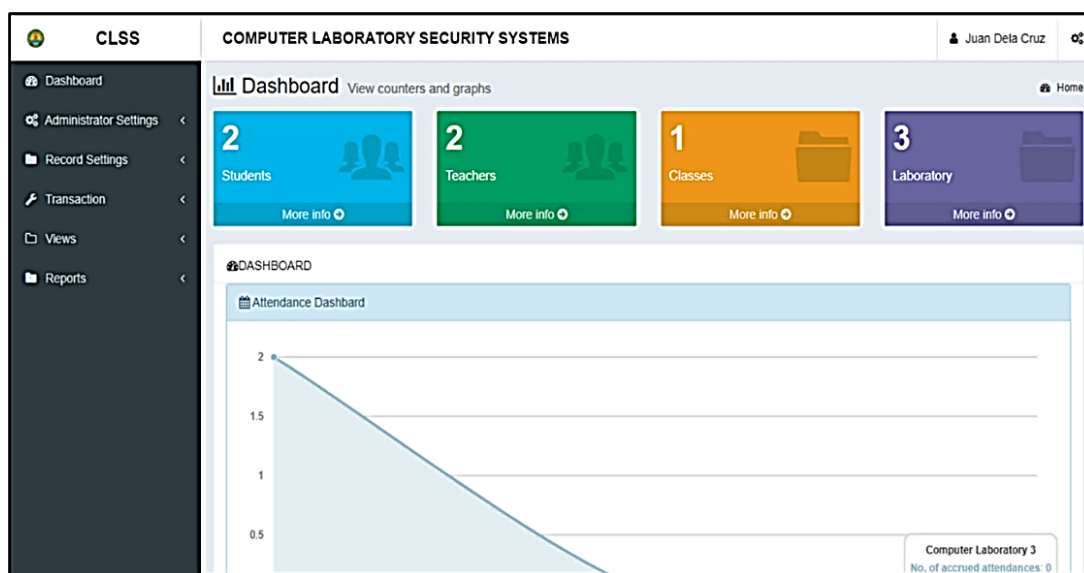 CLSS
COMPUTER LABORATORY SECURITY SYSTEMS
Juan Dela Cruz
Dashboard
Administrator Settings
Record Settings
Transaction
Views
Reports
Dashboard View counters and graphs
Home
2
Students
More info
2
Teachers
More info
1
Classes
More info
3
Laboratory
More info
DASHBOARD
Attendance Dashbard
2
1.5
1
0.5
Computer Laboratory 3
No. of accrued attendances: 0